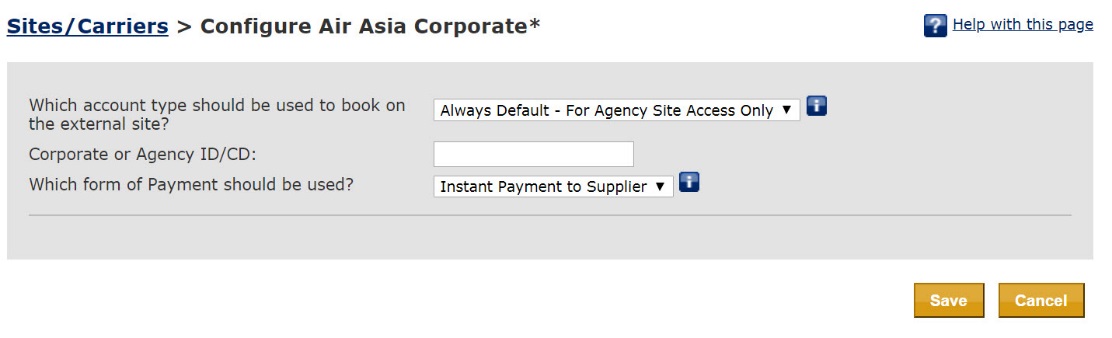 Sites/Carriers > Configure Air Asia Corporate*
? Help with this page
Which account type should be used to book on
the external site?
Always Default - For Agency Site Access Only ▼ i
Corporate or Agency ID/CD:
Which form of Payment should be used? Instant Payment to Supplier ▼ i
Save Cancel